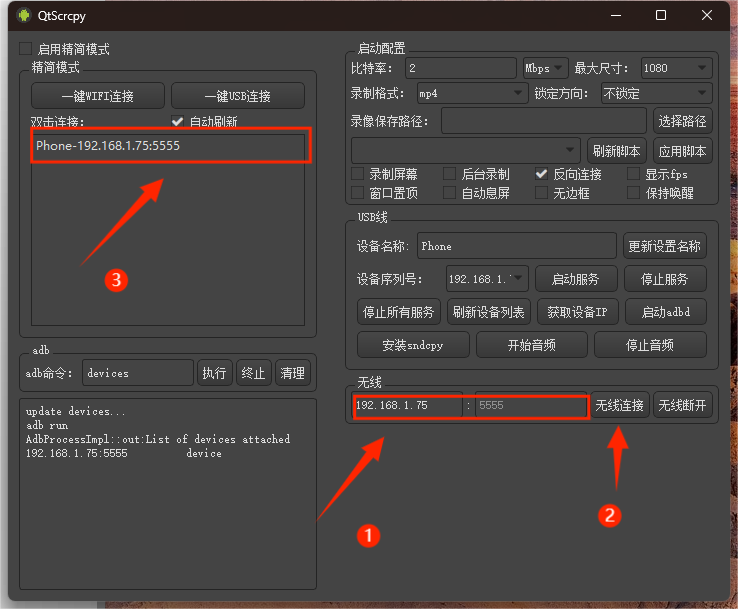 QtScrcpy
启用精简模式
精简模式
一键WIFI连接 一键USB连接
双击连接: 自动刷新
Phone-192.168.1.75:5555
3
adb
adb命令: devices 执行 终止 清理
update devices...
adb run
AdbProcessImpl::out:List of devices attached
192.168.1.75:5555 device
启动配置
比特率: 2 Mbps 最大尺寸: 1080
录制格式: mp4 锁定方向: 不锁定
录像保存路径: 选择路径
刷新脚本 应用脚本
录制屏幕 后台录制 反向连接 显示fps
窗口置顶 自动息屏 无边框 保持唤醒
USB线
设备名称: Phone 更新设置名称
设备序列号: 192.168.1. 启动服务 停止服务
停止所有服务 刷新设备列表 获取设备IP 启动adbd
安装sndcpy 开始音频 停止音频
无线
192.168.1.75 : 5555 无线连接 无线断开
2
1